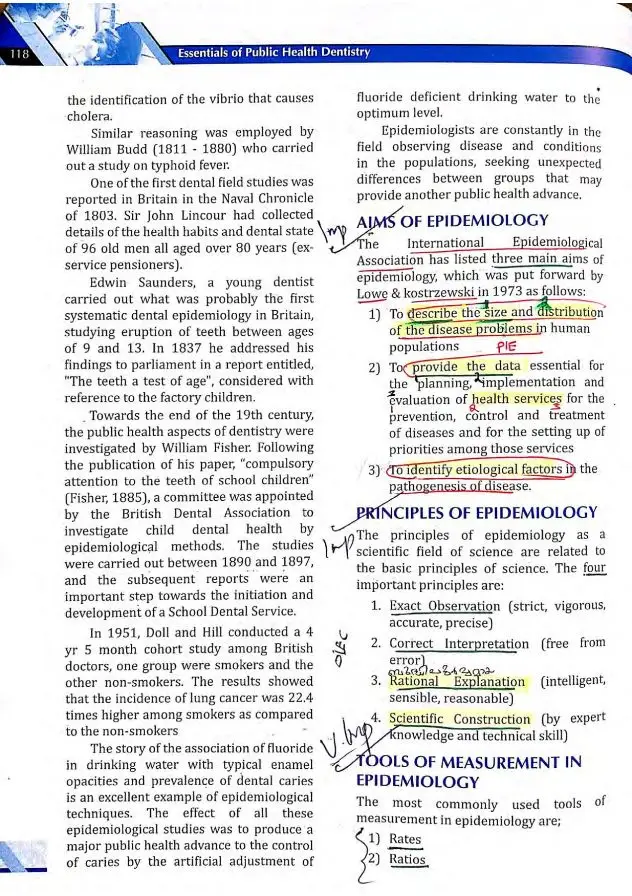 118
Essentials of Public Health Dentistry
the identification of the vibrio that causes
cholera.
Similar reasoning was employed by
William Budd (1811 - 1880) who carried
out a study on typhoid fever.
One of the first dental field studies was
reported in Britain in the Naval Chronicle
of 1803. Sir John Lincour had collected
details of the health habits and dental state
of 96 old men all aged over 80 years (ex-
service pensioners).
Edwin Saunders, a young dentist
carried out what was probably the first
systematic dental epidemiology in Britain,
studying eruption of teeth between ages
of 9 and 13. In 1837 he addressed his
findings to parliament in a report entitled,
"The teeth a test of age", considered with
reference to the factory children.
Towards the end of the 19th century,
the public health aspects of dentistry were
investigated by William Fisher. Following
the publication of his paper, "compulsory
attention to the teeth of school children"
(Fisher, 1885), a committee was appointed
by the British Dental Association to
investigate child dental health by
epidemiological methods. The studies
were carried out between 1890 and 1897,
and the subsequent reports were an
important step towards the initiation and
development of a School Dental Service.
In 1951, Doll and Hill conducted a 4
yr 5 month cohort study among British
doctors, one group were smokers and the
other non-smokers. The results showed
that the incidence of lung cancer was 22.4
times higher among smokers as compared
to the non-smokers
The story of the association of fluoride
in drinking water with typical enamel
opacities and prevalence of dental caries
is an excellent example of epidemiological
techniques. The effect of all these
epidemiological studies was to produce a
major public health advance to the control
of caries by the artificial adjustment of
fluoride deficient drinking water to the
optimum level.
Epidemiologists are constantly in the
field observing disease and conditions
in the populations, seeking unexpected
differences between groups that may
provide another public health advance.
Imp
AIMS OF EPIDEMIOLOGY
The International Epidemiological
Association has listed three main aims of
epidemiology, which was put forward by
Lowe & kostrzewski in 1973 as follows:
1) To describe the size and distribution
of the disease problems in human
populations PIE
2) To provide the data essential for
the planning, implementation and
evaluation of health services for the
prevention, control and treatment
of diseases and for the setting up of
priorities among those services
3) To identify etiological factors in the
pathogenesis of disease.
PRINCIPLES OF EPIDEMIOLOGY
Imp
The principles of epidemiology as a
scientific field of science are related to
the basic principles of science. The four
important principles are:
1. Exact Observation (strict, vigorous,
accurate, precise)
2. Correct Interpretation (free from
error)
3. Rational Explanation (intelligent,
sensible, reasonable)
4. Scientific Construction (by expert
knowledge and technical skill)
V. Imp
TOOLS OF MEASUREMENT IN
EPIDEMIOLOGY
The most commonly used tools of
measurement in epidemiology are;
1) Rates
2) Ratios